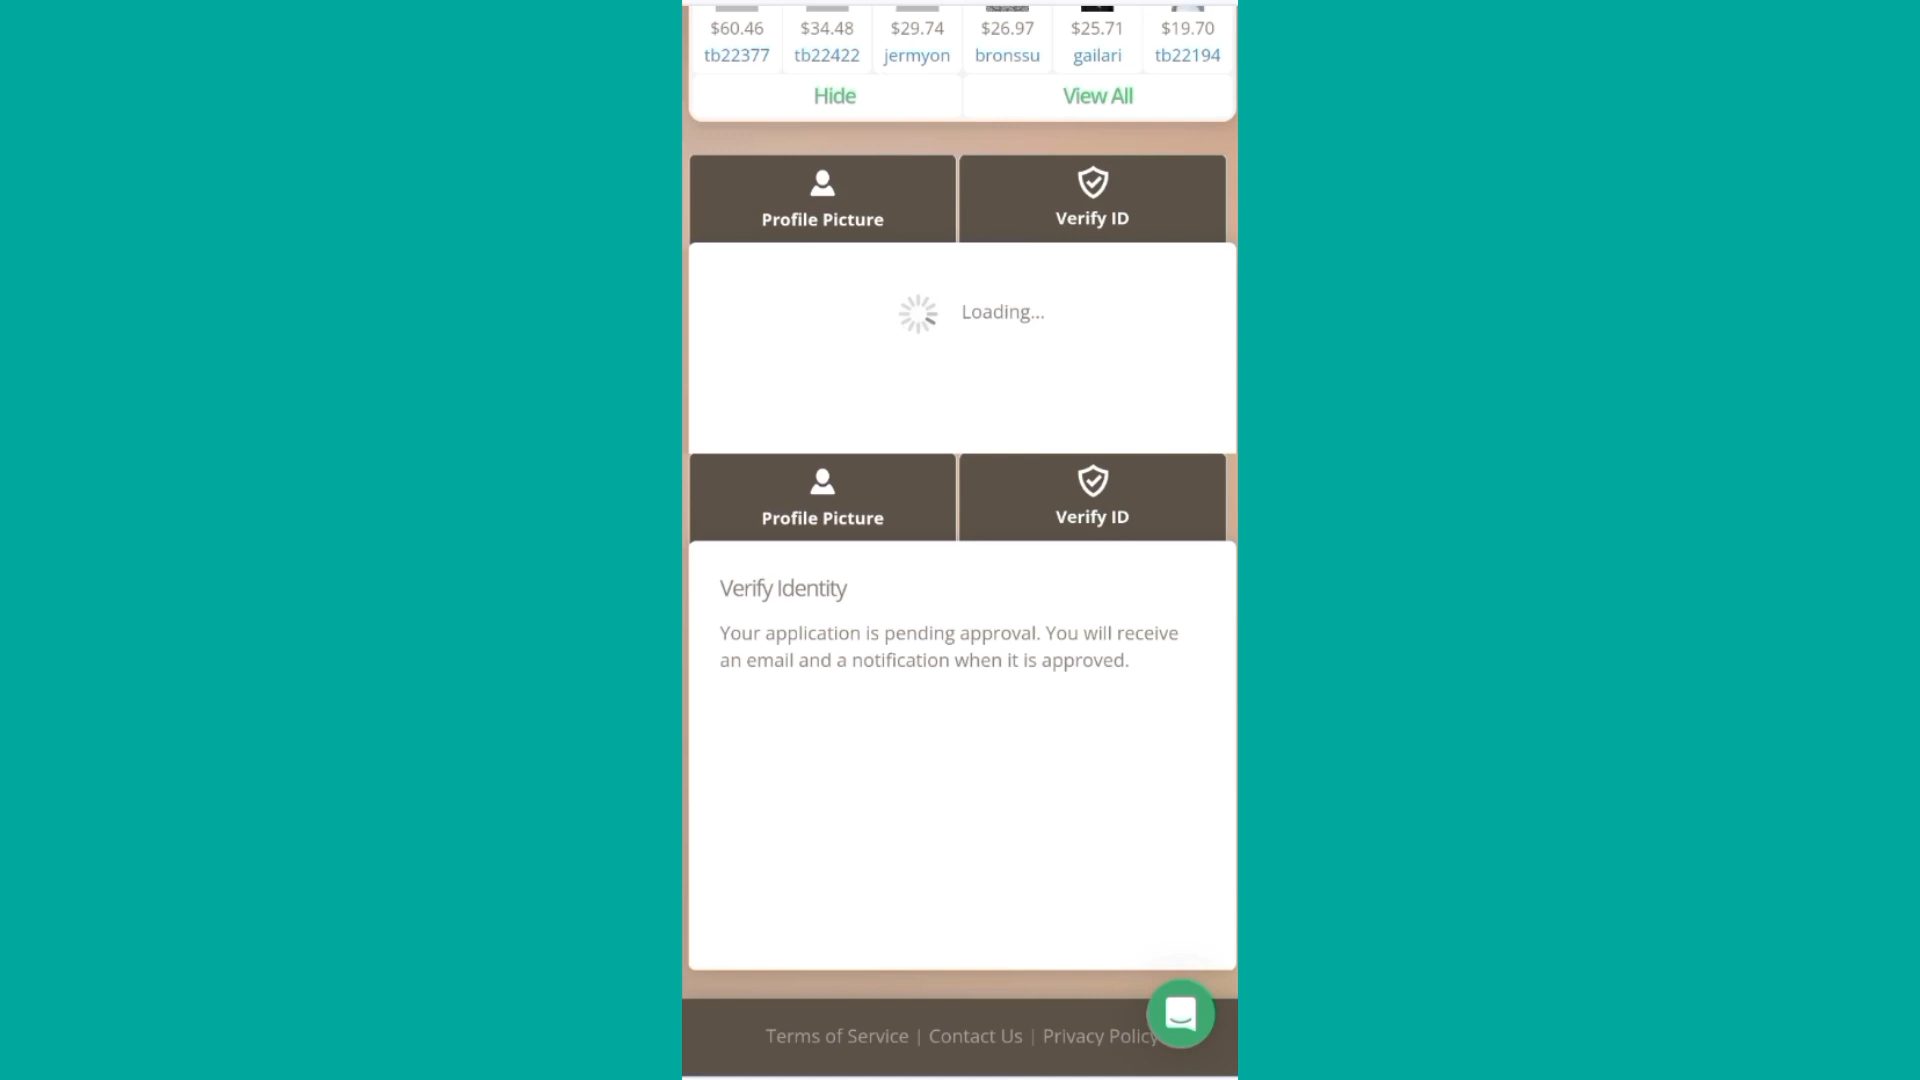 $60.46 $34.48 $29.74 $26.97 $25.71 $19.70
tb22377 tb22422 jermyon bronssu gailari tb22194
Hide View All
Profile Picture Verify ID
Loading...
Profile Picture Verify ID
Verify Identity
Your application is pending approval. You will receive
an email and a notification when it is approved.
Terms of Service | Contact Us | Privacy Policy